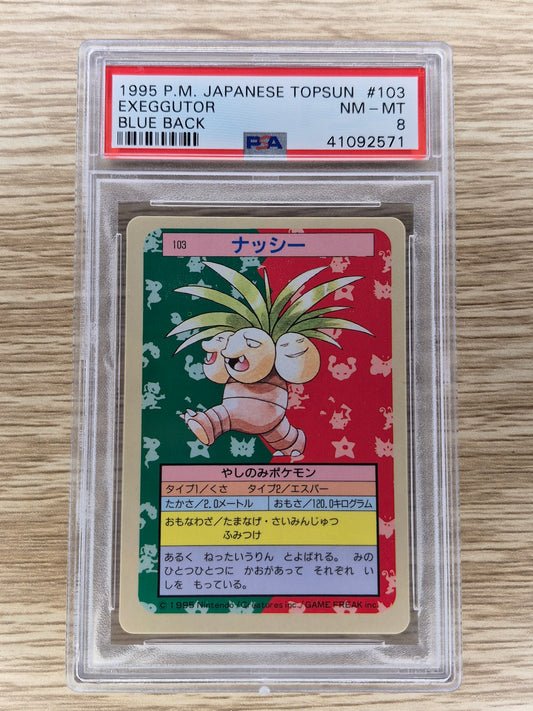 1995 P.M. JAPANESE TOPSUN #103
EXEGGUTOR NM-MT
BLUE BACK 8
PSA 41092571
103 ナッシー
やしのみポケモン
タイプ1/くさ タイプ2/エスパー
たかさ/2.0メートル おもさ/120.0キログラム
おもなわざ/たまなげ・さいみんじゅつ
ふみつけ
あるく ねったいうりん とよばれる。 みの
ひとつひとつに かおがあって それぞれ い
しを もっている。
© 1995 Nintendo/Creatures inc./GAME FREAK inc.